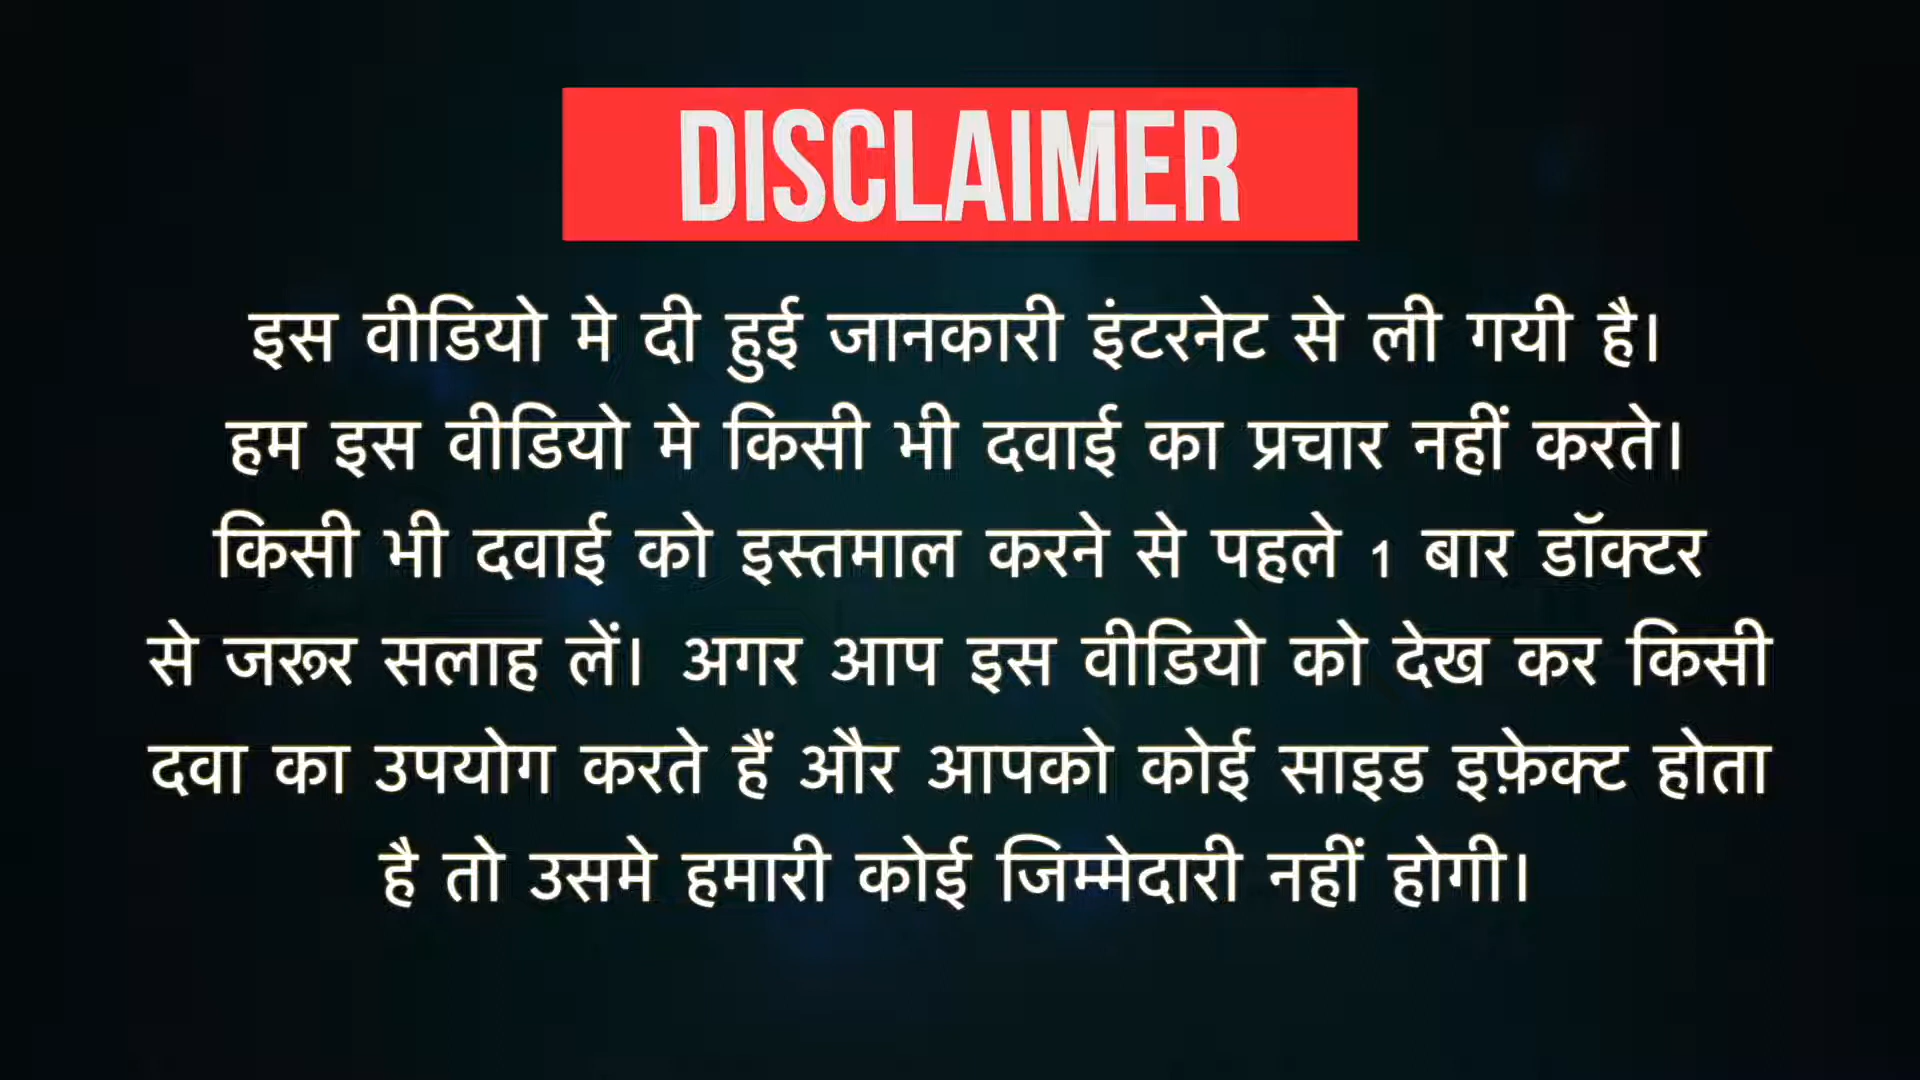 DISCLAIMER
इस वीडियो मे दी हुई जानकारी इंटरनेट से ली गयी है।
हम इस वीडियो मे किसी भी दवाई का प्रचार नहीं करते।
किसी भी दवाई को इस्तमाल करने से पहले 1 बार डॉक्टर
से जरूर सलाह लें। अगर आप इस वीडियो को देख कर किसी
दवा का उपयोग करते हैं और आपको कोई साइड इफ़ेक्ट होता
है तो उसमे हमारी कोई जिम्मेदारी नहीं होगी।